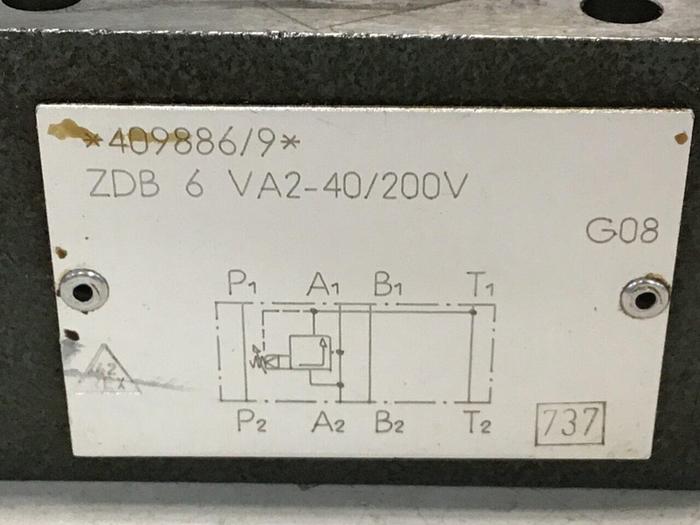 *409886/9*
ZDB 6 VA2-40/200V
G08
P1 A1 B1 T1
P2 A2 B2 T2
737